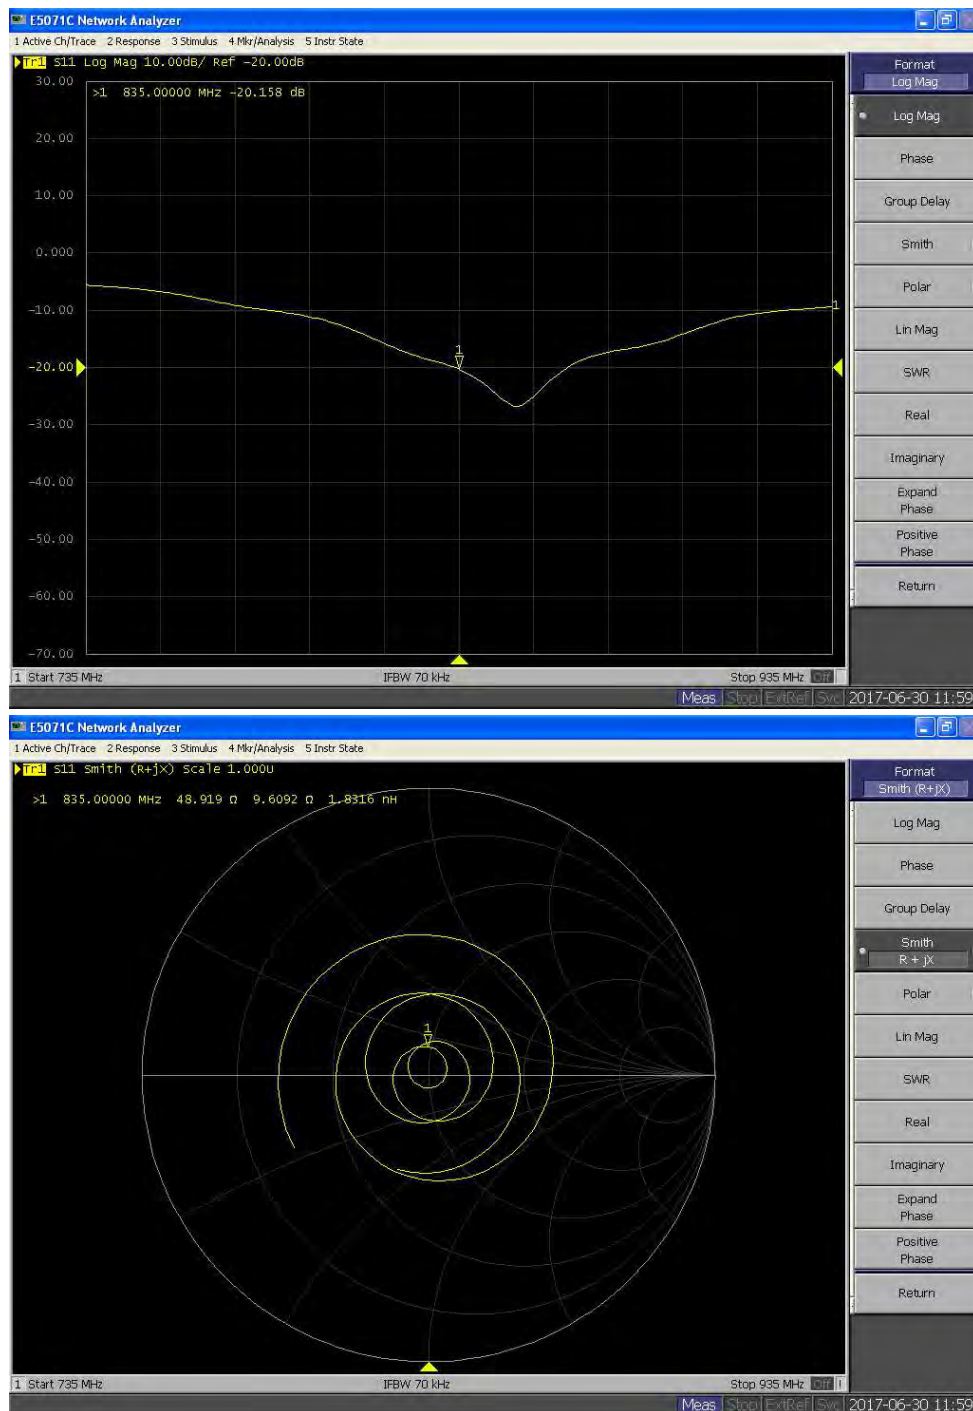 E5071C Network Analyzer
1 Active Ch/Trace 2 Response 3 Stimulus 4 Mkr/Analysis 5 Instr State
Tr1 S11 Log Mag 10.00dB/ Ref -20.00dB
>1 835.00000 MHz -20.158 dB
30.00
20.00
10.00
0.000
-10.00
-20.00
-30.00
-40.00
-50.00
-60.00
-70.00
1
1
Format
Log Mag
Log Mag
Phase
Group Delay
Smith
Polar
Lin Mag
SWR
Real
Imaginary
Expand
Phase
Positive
Phase
Return
1 Start 735 MHz IFBW 70 kHz Stop 935 MHz Off
Meas Stop ExtRef Svc 2017-06-30 11:59
E5071C Network Analyzer
1 Active Ch/Trace 2 Response 3 Stimulus 4 Mkr/Analysis 5 Instr State
Tr1 S11 Smith (R+jX) Scale 1.000U
>1 835.00000 MHz 48.919 Ω 9.6092 Ω 1.8316 nH
1
Format
Smith (R+jX)
Log Mag
Phase
Group Delay
Smith
R + jX
Polar
Lin Mag
SWR
Real
Imaginary
Expand
Phase
Positive
Phase
Return
1 Start 735 MHz IFBW 70 kHz Stop 935 MHz Off !
Meas Stop ExtRef Svc 2017-06-30 11:59